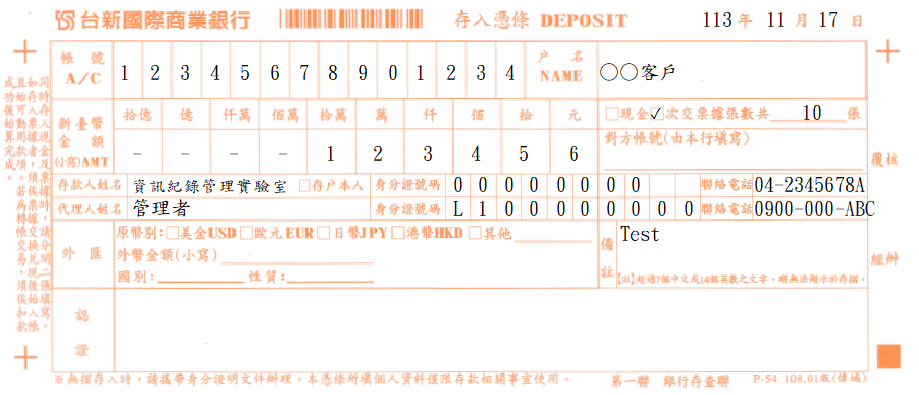 台新國際商業銀行 存入憑條 DEPOSIT 113 年 11 月 17 日
帳號 A/C 1 2 3 4 5 6 7 8 9 0 1 2 3 4 戶名 NAME ○○客戶
新臺幣金額 (小寫)AMT 拾億 億 仟萬 佰萬 拾萬 萬 仟 佰 拾 元 □現金☑次交票據張數共 10 張
– – – – 1 2 3 4 5 6 對方帳號(由本行填寫)
存款人姓名 資訊紀錄管理實驗室 □存戶本人 身分證號碼 0 0 0 0 0 0 0 0 聯絡電話 04-2345678A
代理人姓名 管理者 身分證號碼 L 1 0 0 0 0 0 0 0 0 聯絡電話 0900-000-ABC
外匯 原幣別:□美金USD□歐元EUR□日幣JPY□港幣HKD□其他 備註 Test
外幣金額(小寫)
國別: 性質: 【註】超過7個中文或14個英數之文字,將無法顯示於存摺。
認證
覆核
經辦
同時存入現金及票據時,請分開二張填寫
如存入票據者,須俟票據交換兌現後始入帳。
且始可動用款項。若轉帳交易,須俟扣帳
成功後始算完成。
※無摺存入時,請攜帶身分證明文件辦理。本憑條所填個人資料僅限存款相關事宜使用。 第一聯 銀行存查聯 P-54 108.01版(偉城)